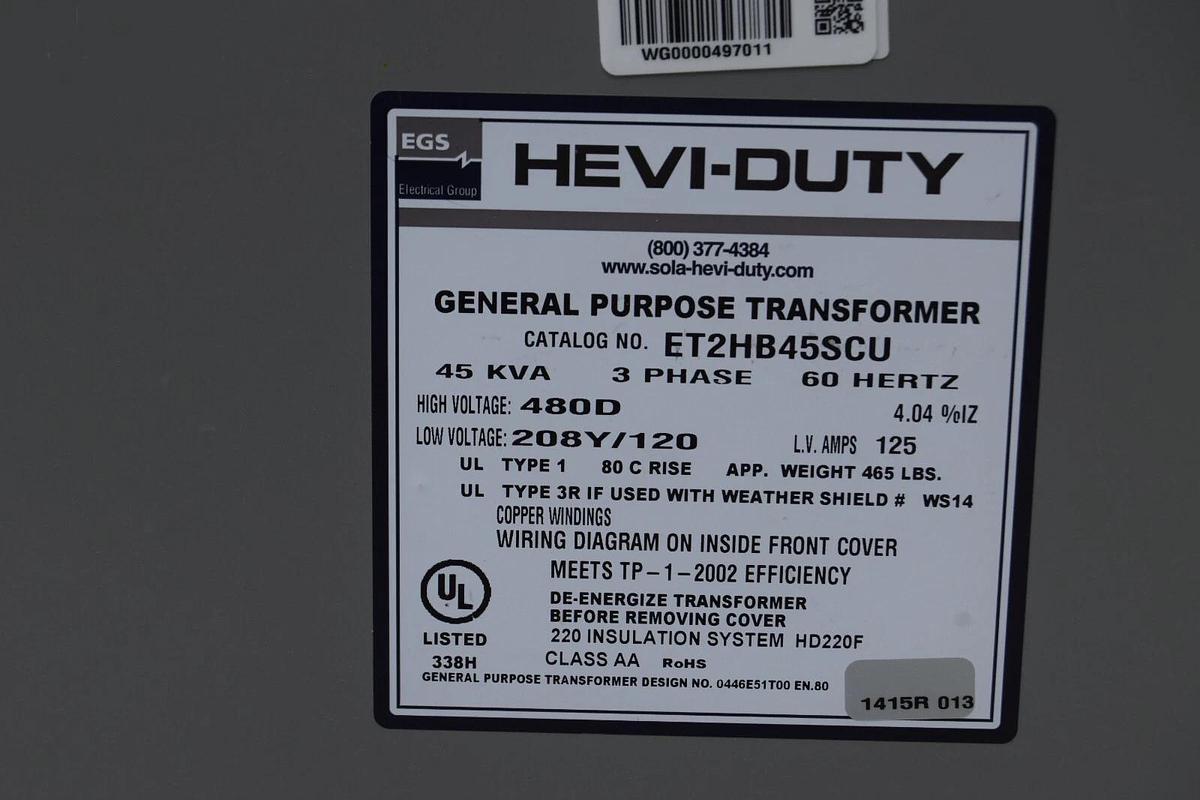 WG0000497011
EGS
Electrical Group
HEVI-DUTY
(800) 377-4384
www.sola-hevi-duty.com
GENERAL PURPOSE TRANSFORMER
CATALOG NO. ET2HB45SCU
45 KVA 3 PHASE 60 HERTZ
HIGH VOLTAGE: 480D 4.04 %IZ
LOW VOLTAGE: 208Y/120 L.V. AMPS 125
UL TYPE 1 80 C RISE APP. WEIGHT 465 LBS.
UL TYPE 3R IF USED WITH WEATHER SHIELD # WS14
COPPER WINDINGS
WIRING DIAGRAM ON INSIDE FRONT COVER
MEETS TP-1-2002 EFFICIENCY
DE-ENERGIZE TRANSFORMER
BEFORE REMOVING COVER
220 INSULATION SYSTEM HD220F
CLASS AA RoHS
UL
LISTED
338H
GENERAL PURPOSE TRANSFORMER DESIGN NO. 0446E51T00 EN.80
1415R 013